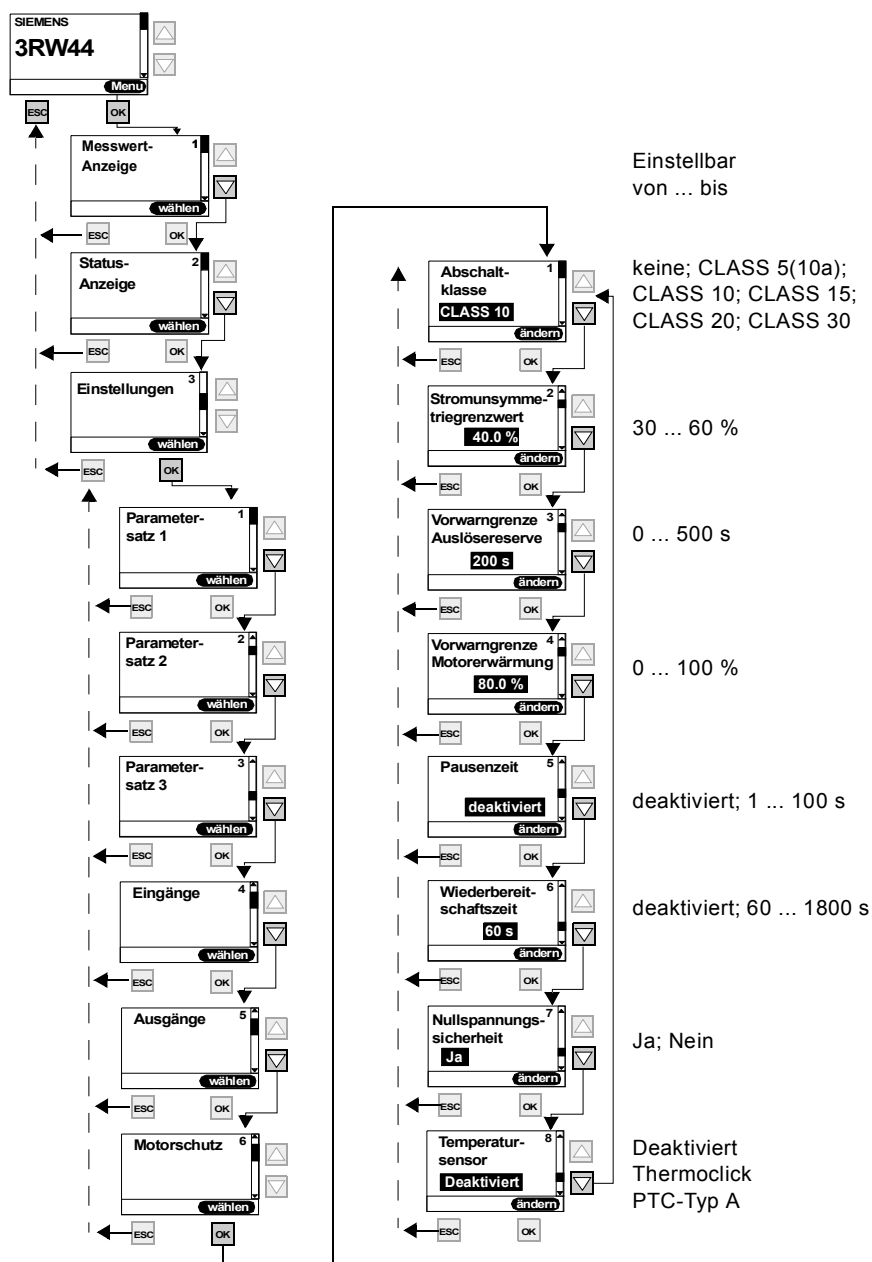 SIEMENS
3RW44
Menu
ESC
OK
Messwert-
Anzeige
1
wählen
ESC
OK
Status-
Anzeige
2
wählen
ESC
OK
Einstellungen
3
wählen
ESC
OK
Parameter-
satz 1
1
wählen
ESC
OK
Parameter-
satz 2
2
wählen
ESC
OK
Parameter-
satz 3
3
wählen
ESC
OK
Eingänge
4
wählen
ESC
OK
Ausgänge
5
wählen
ESC
OK
Motorschutz
6
wählen
ESC
OK
Einstellbar
von ... bis
Abschalt-
klasse
1
CLASS 10
ändern
ESC
OK
keine; CLASS 5(10a);
CLASS 10; CLASS 15;
CLASS 20; CLASS 30
Stromunsymme-
triegrenzwert
2
40.0 %
ändern
ESC
OK
30 ... 60 %
Vorwarngrenze
Auslösereserve
3
200 s
ändern
ESC
OK
0 ... 500 s
Vorwarngrenze
Motorerwärmung
4
80.0 %
ändern
ESC
OK
0 ... 100 %
Pausenzeit
5
deaktiviert
ändern
ESC
OK
deaktiviert; 1 ... 100 s
Wiederbereit-
schaftszeit
6
60 s
ändern
ESC
OK
deaktiviert; 60 ... 1800 s
Nullspannungs-
sicherheit
7
Ja
ändern
ESC
OK
Ja; Nein
Temperatur-
sensor
8
Deaktiviert
ändern
ESC
OK
Deaktiviert
Thermoclick
PTC-Typ A